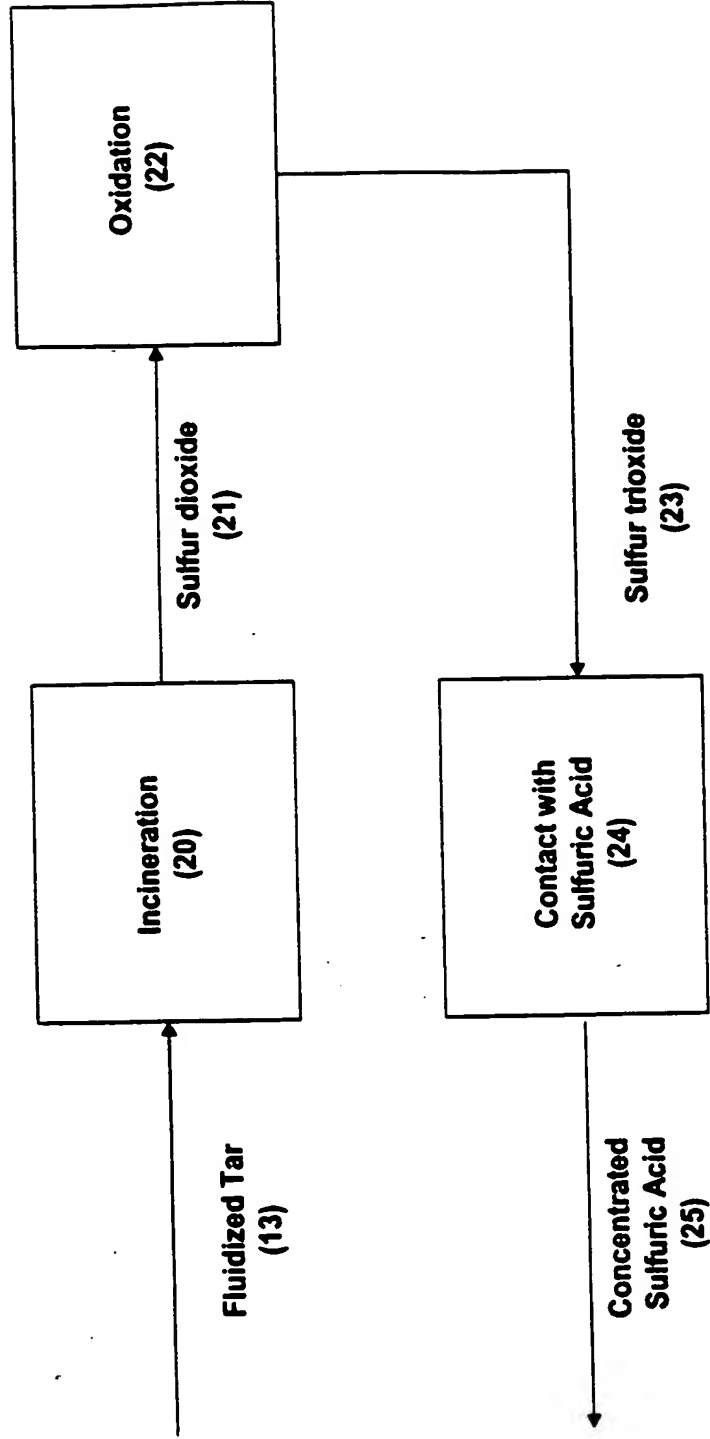 Fluidized Tar
(13)
Incineration
(20)
Sulfur dioxide
(21)
Oxidation
(22)
Sulfur trioxide
(23)
Contact with
Sulfuric Acid
(24)
Concentrated
Sulfuric Acid
(25)